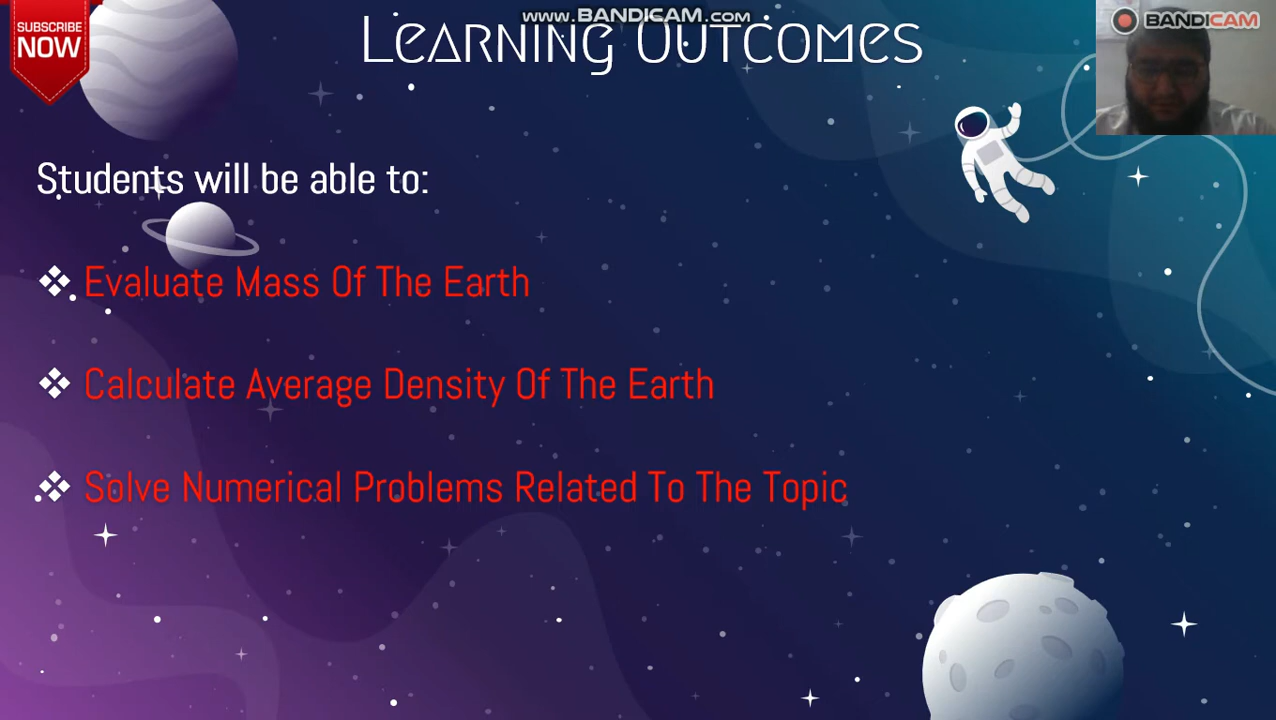 SUBSCRIBE
NOW
www.BANDICAM.com
BANDICAM
Learning Outcomes
Students will be able to:
Evaluate Mass Of The Earth
Calculate Average Density Of The Earth
Solve Numerical Problems Related To The Topic